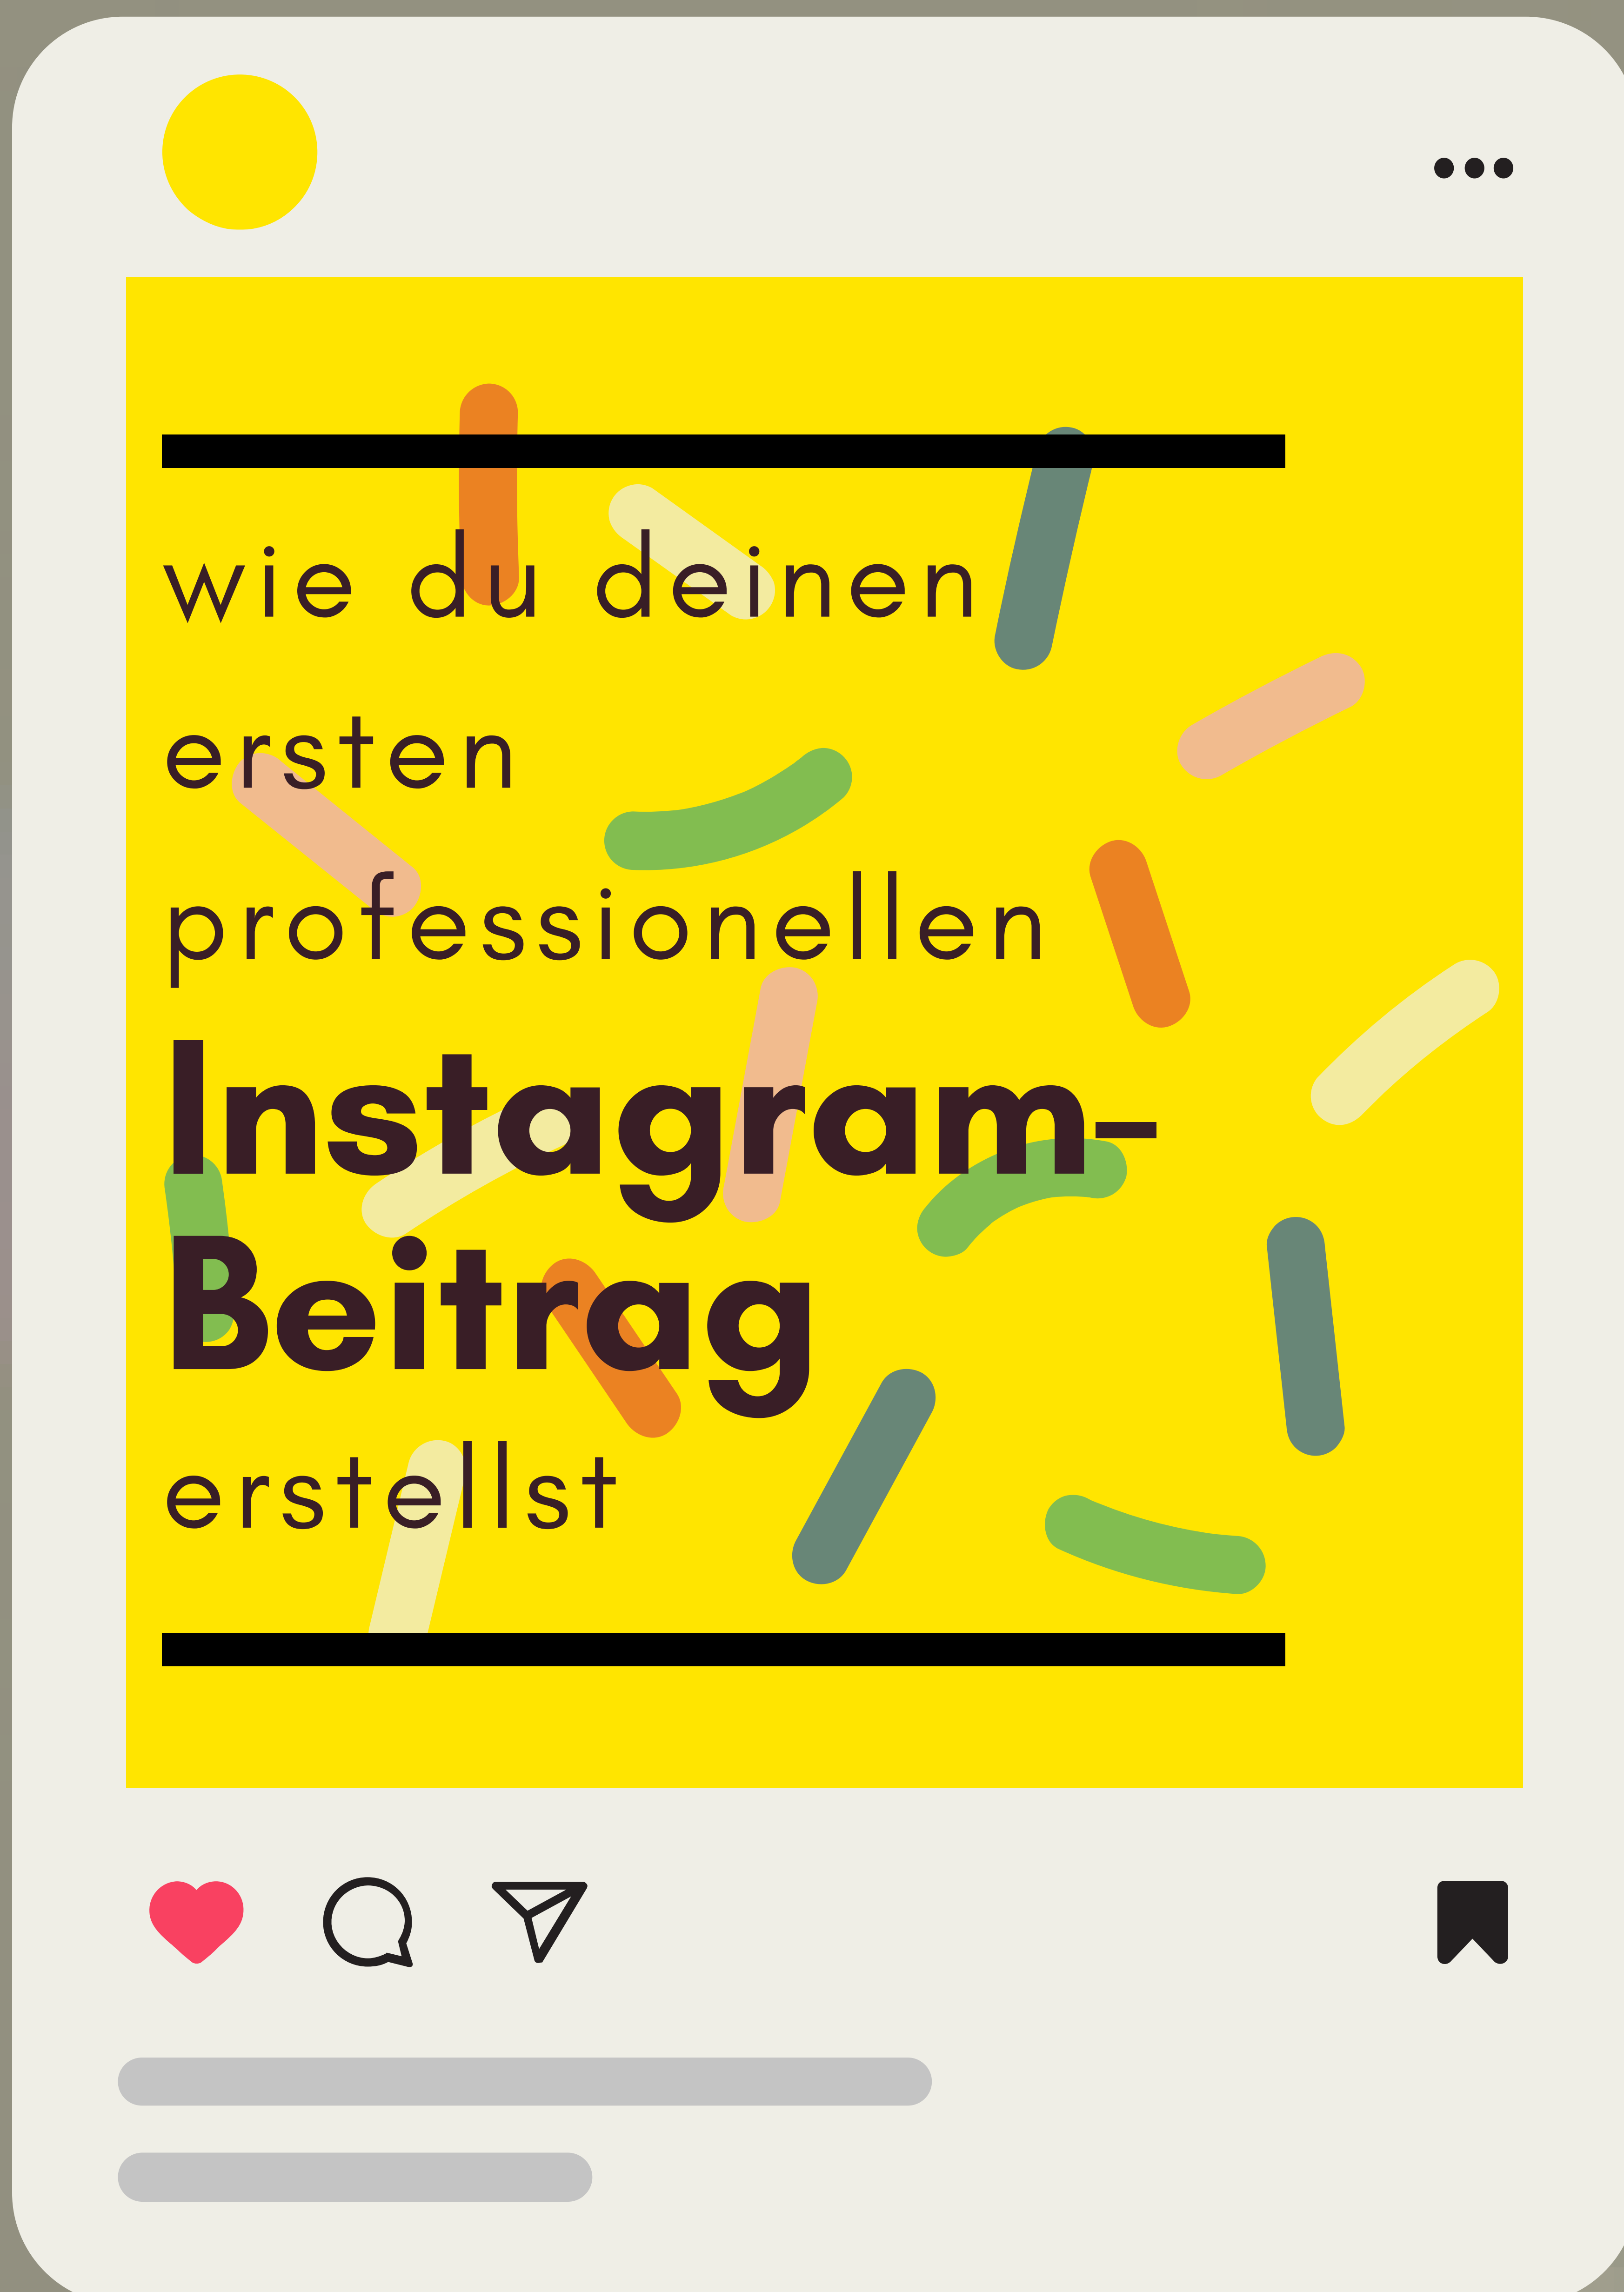 wie du deinen
ersten
professionellen
Instagram-
Beitrag
erstellst